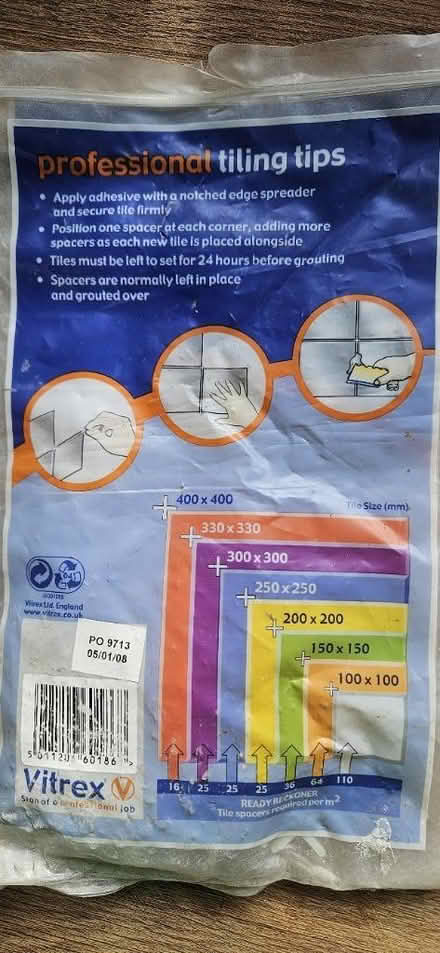 professional tiling tips
• Apply adhesive with a notched edge spreader
and secure tile firmly
• Position one spacer at each corner, adding more
spacers as each new tile is placed alongside
• Tiles must be left to set for 24 hours before grouting
• Spacers are normally left in place
and grouted over
400 x 400
Tile Size (mm)
330 x 330
300 x 300
250 x 250
200 x 200
150 x 150
100 x 100
Vitrex Ltd. England
www.vitrex.co.uk
PO 9713
05/01/08
Vitrex
Sign of a professional job
16 25 25 25 36 64 110
READY RECKONER
Tile spacers required per m2